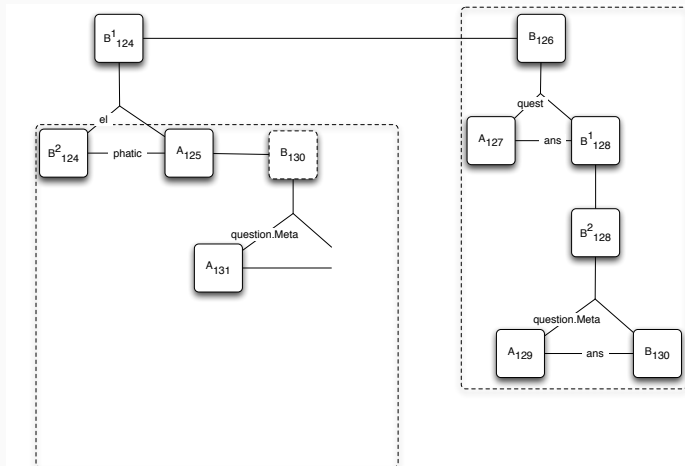 B¹124
B126
el
quest
B²124
phatic
A125
B130
A127
ans
B¹128
question.Meta
B²128
A131
question.Meta
A129
ans
B130